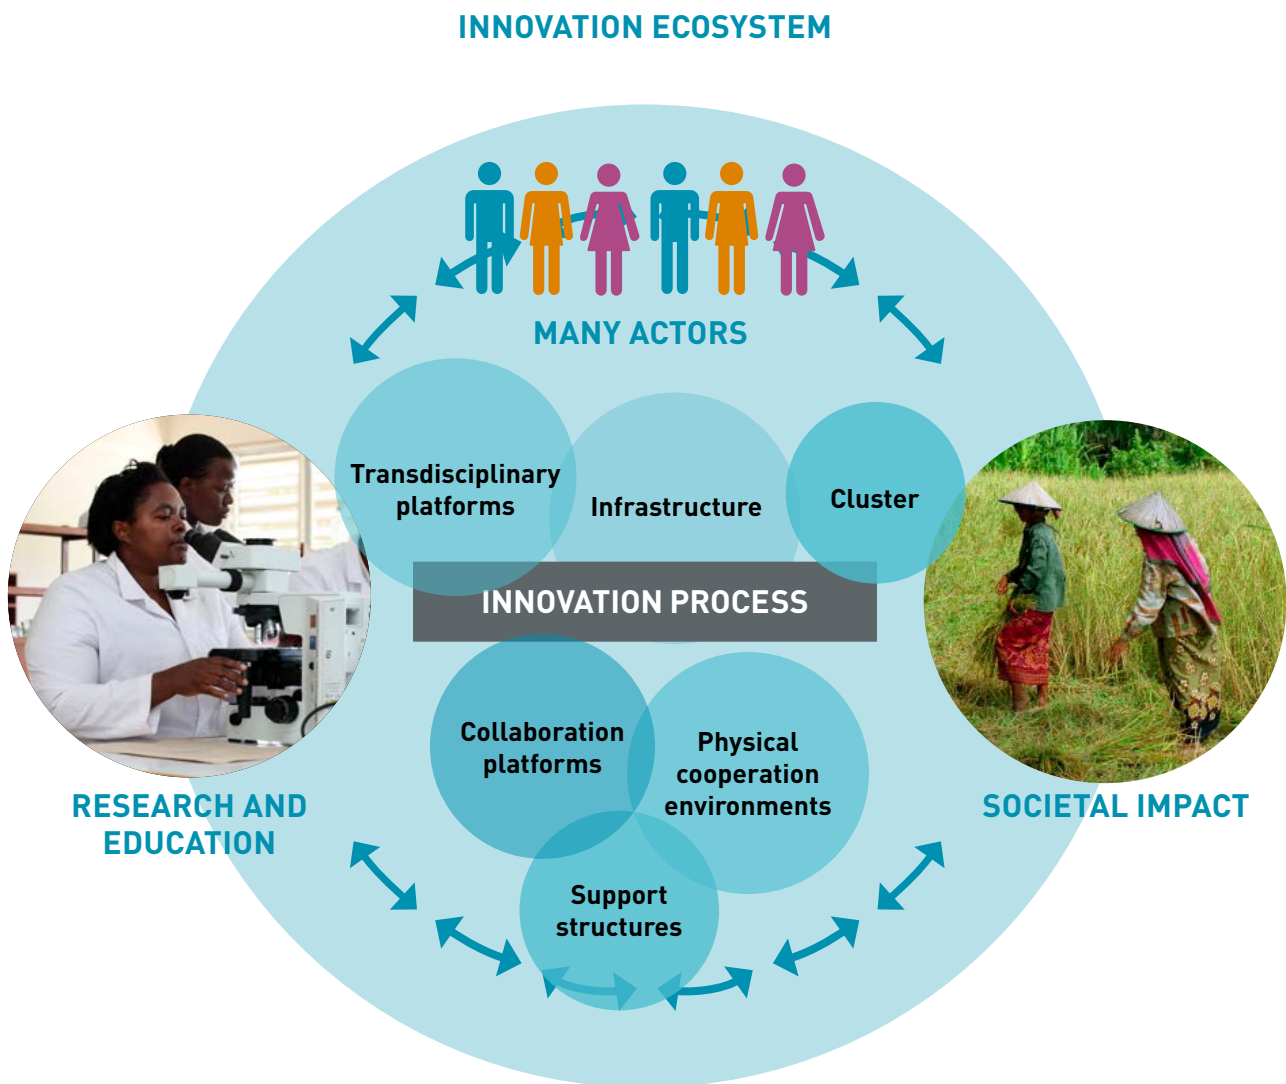 INNOVATION ECOSYSTEM
MANY ACTORS
Transdisciplinary
platforms
Infrastructure
Cluster
INNOVATION PROCESS
Collaboration
platforms
Physical
cooperation
environments
RESEARCH AND
EDUCATION
SOCIETAL IMPACT
Support
structures